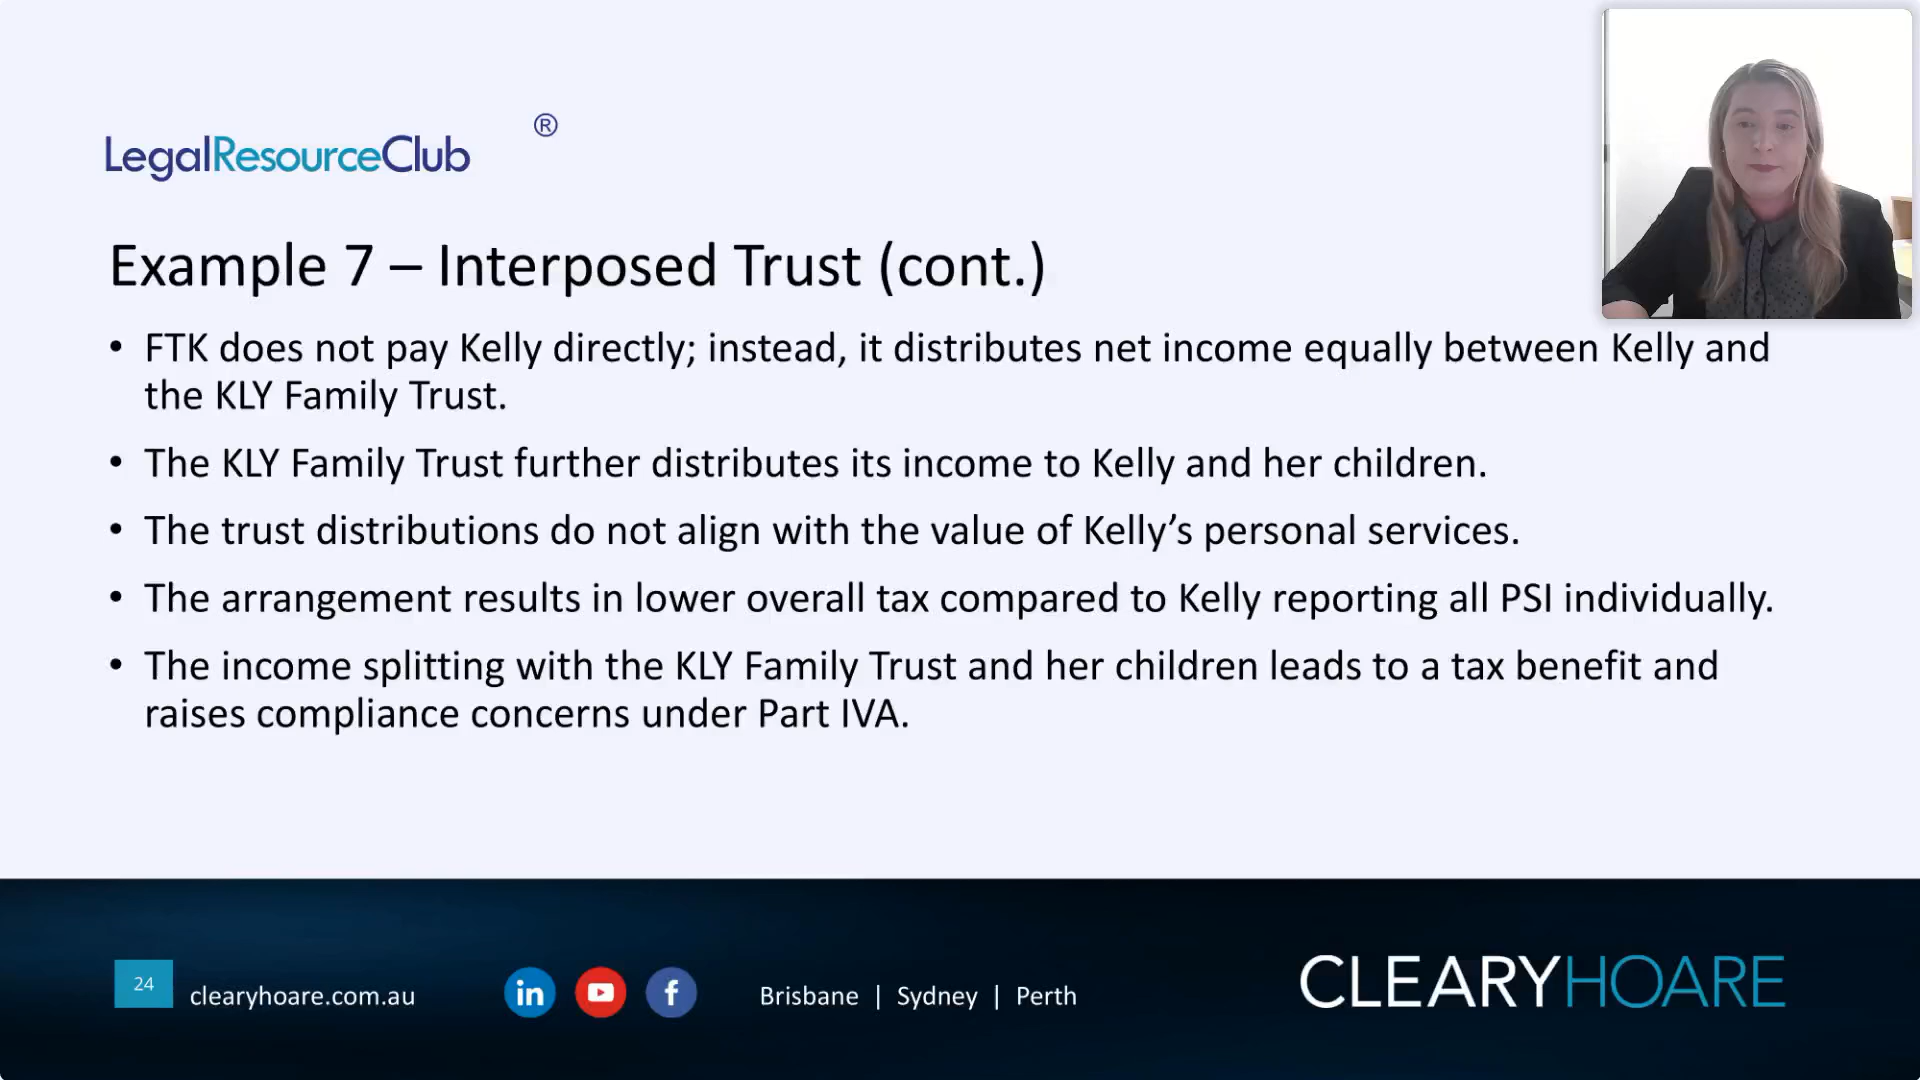 LegalResourceClub ®
Example 7 – Interposed Trust (cont.)
• FTK does not pay Kelly directly; instead, it distributes net income equally between Kelly and
the KLY Family Trust.
• The KLY Family Trust further distributes its income to Kelly and her children.
• The trust distributions do not align with the value of Kelly’s personal services.
• The arrangement results in lower overall tax compared to Kelly reporting all PSI individually.
• The income splitting with the KLY Family Trust and her children leads to a tax benefit and
raises compliance concerns under Part IVA.
24 clearyhoare.com.au in f Brisbane | Sydney | Perth CLEARYHOARE